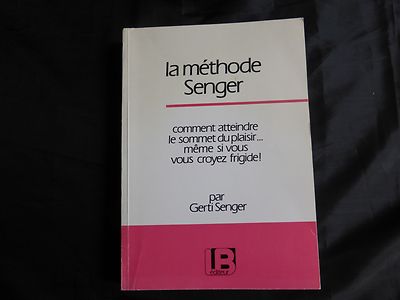 la méthode
Senger
comment atteindre
le sommet du plaisir...
même si vous
vous croyez frigide!
par
Gerti Senger
LB
éditeur